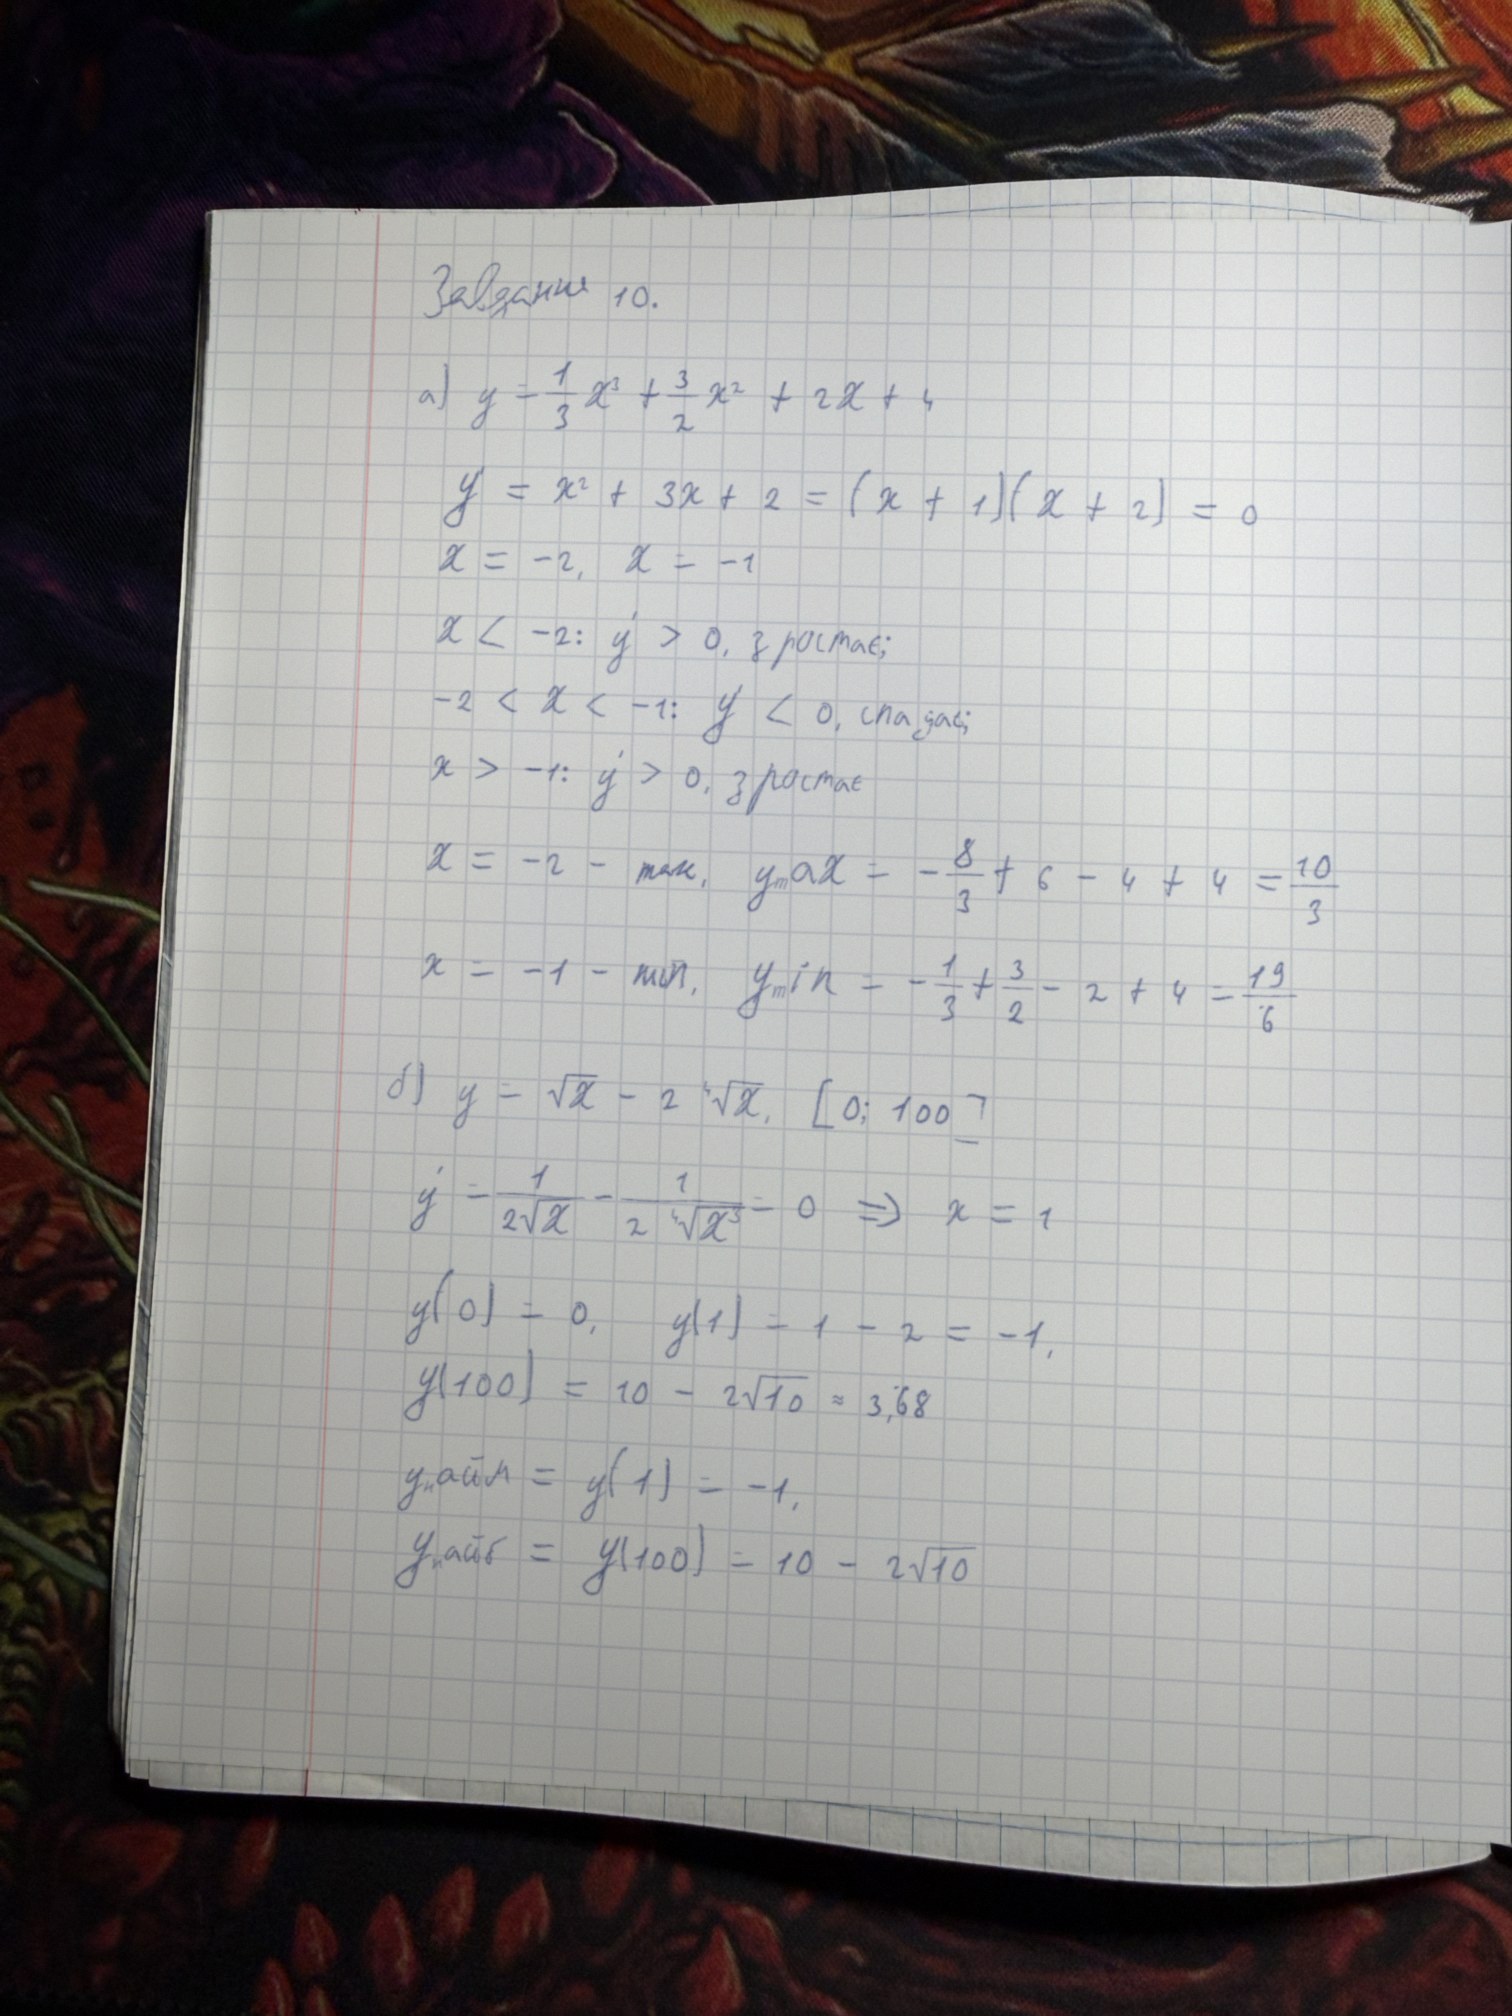 Завдання 10.
а) y = 1/3 x³ + 3/2 x² + 2x + 4
y' = x² + 3x + 2 = (x + 1)(x + 2) = 0
x = -2, x = -1
x < -2: y' > 0, зростає;
-2 < x < -1: y' < 0, спадає;
x > -1: y' > 0, зростає
x = -2 - max, yₘax = -8/3 + 6 - 4 + 4 = 10/3
x = -1 - min, yₘin = -1/3 + 3/2 - 2 + 4 = 19/6
б) y = √x - 2 ⁴√x, [0; 100]
y' = 1/(2√x) - 1/(2 ⁴√x³) = 0 ⇒ x = 1
y(0) = 0, y(1) = 1 - 2 = -1,
y(100) = 10 - 2√10 ≈ 3,68
yнайм = y(1) = -1,
yнайб = y(100) = 10 - 2√10